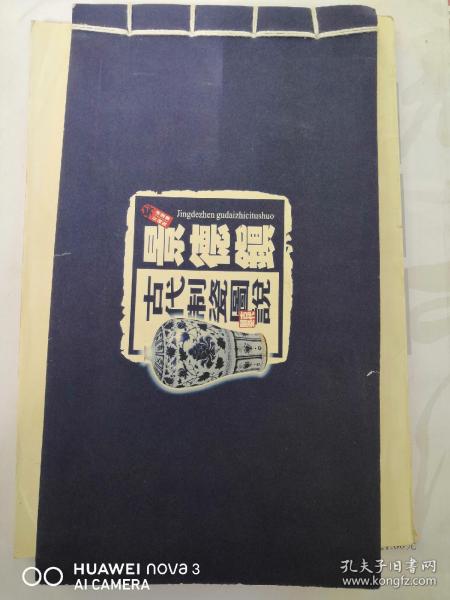 Jingdezhen gudaizhicitushuo
景德鎮
古代制瓷圖說
HUAWEI nova 3
AI CAMERA
孔夫子旧书网
www.kongfz.com